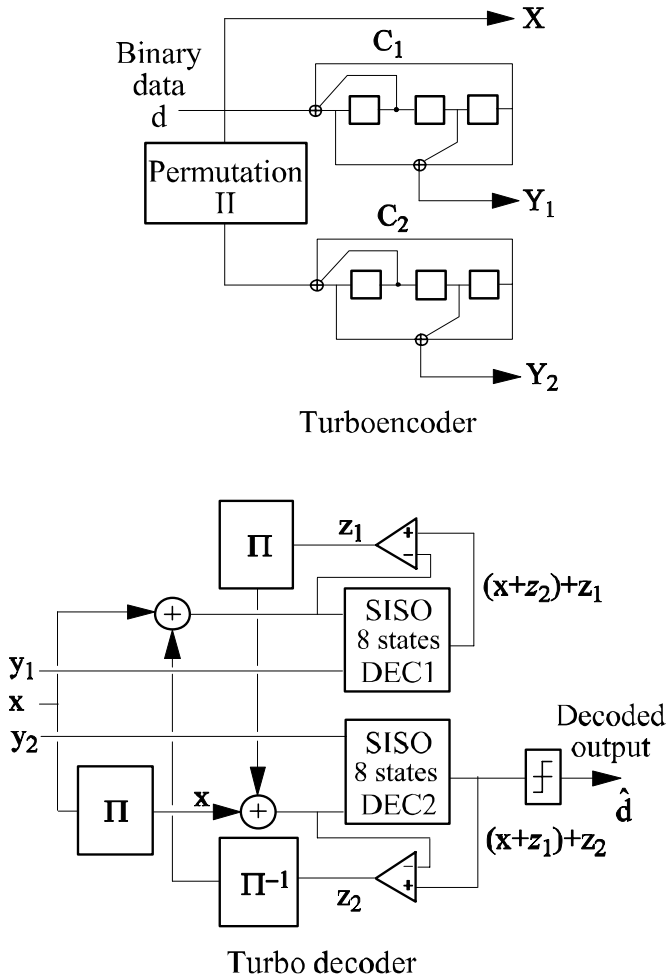 X
C1
Binary
data
d
Permutation
Π
Y1
C2
Y2
Turboencoder
Π
z1
+
−
(x+z2)+z1
+
SISO
8 states
DEC1
y1
x
y2
SISO
8 states
DEC2
Decoded
output
d̂
Π
x
+
(x+z1)+z2
Π−1
z2
−
+
Turbo decoder